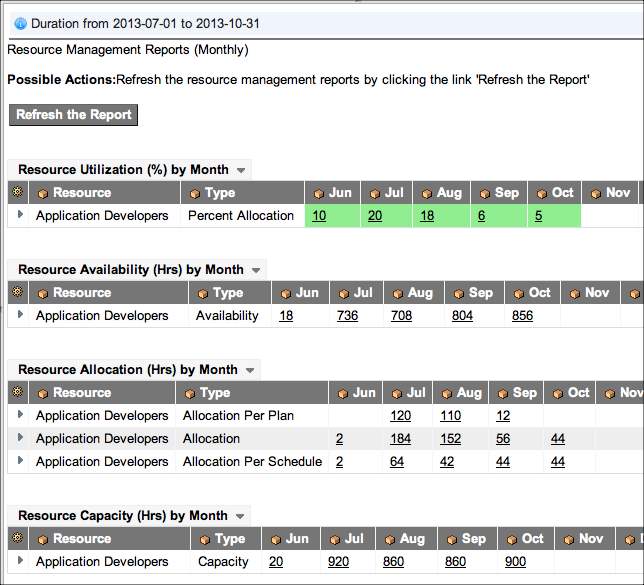 Duration from 2013-07-01 to 2013-10-31
Resource Management Reports (Monthly)
Possible Actions:Refresh the resource management reports by clicking the link 'Refresh the Report'
Refresh the Report
Resource Utilization (%) by Month
Resource Type Jun Jul Aug Sep Oct Nov
Application Developers Percent Allocation 10 20 18 6 5
Resource Availability (Hrs) by Month
Resource Type Jun Jul Aug Sep Oct Nov
Application Developers Availability 18 736 708 804 856
Resource Allocation (Hrs) by Month
Resource Type Jun Jul Aug Sep Oct Nov
Application Developers Allocation Per Plan 120 110 12
Application Developers Allocation 2 184 152 56 44
Application Developers Allocation Per Schedule 2 64 42 44 44
Resource Capacity (Hrs) by Month
Resource Type Jun Jul Aug Sep Oct Nov
Application Developers Capacity 20 920 860 860 900